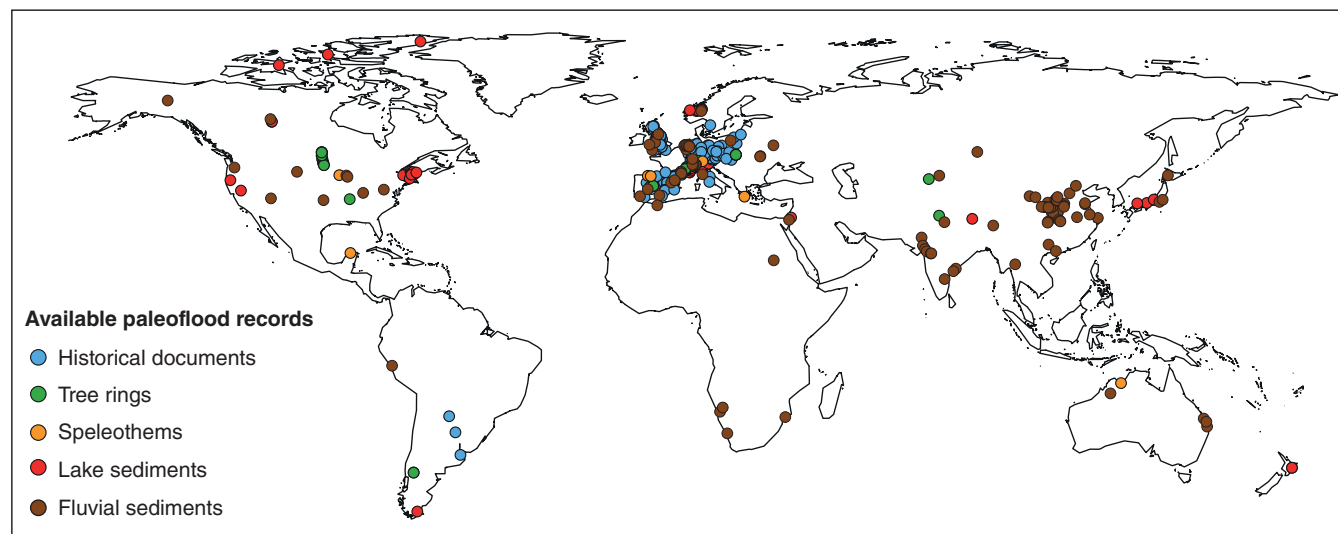 Available paleoflood records
Historical documents
Tree rings
Speleothems
Lake sediments
Fluvial sediments